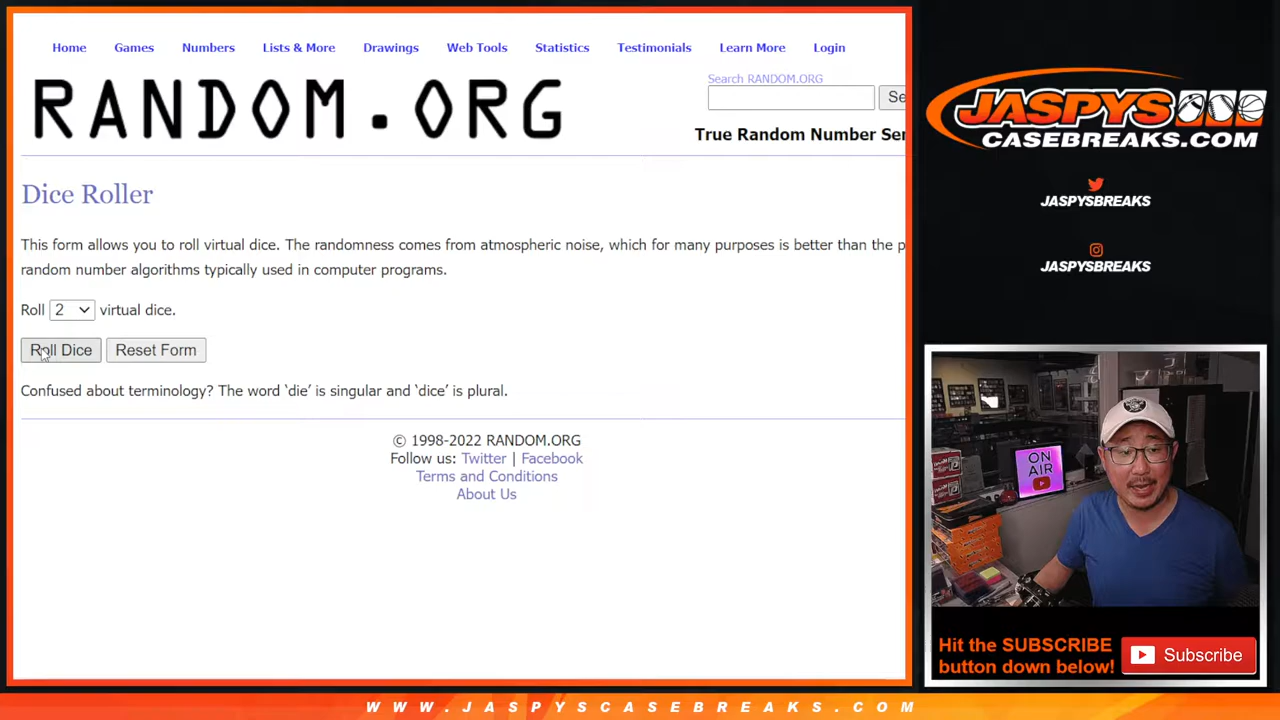 Home Games Numbers Lists & More Drawings Web Tools Statistics Testimonials Learn More Login
RANDOM.ORG
Search RANDOM.ORG
Se
True Random Number Ser
Dice Roller
This form allows you to roll virtual dice. The randomness comes from atmospheric noise, which for many purposes is better than the p
random number algorithms typically used in computer programs.
Roll 2 virtual dice.
Roll Dice Reset Form
Confused about terminology? The word ‘die’ is singular and ‘dice’ is plural.
© 1998-2022 RANDOM.ORG
Follow us: Twitter | Facebook
Terms and Conditions
About Us
JASPYS
CASEBREAKS.COM
JASPYSBREAKS
JASPYSBREAKS
ON
AIR
Hit the SUBSCRIBE
button down below!
Subscribe
WWW.JASPYSCASEBREAKS.COM